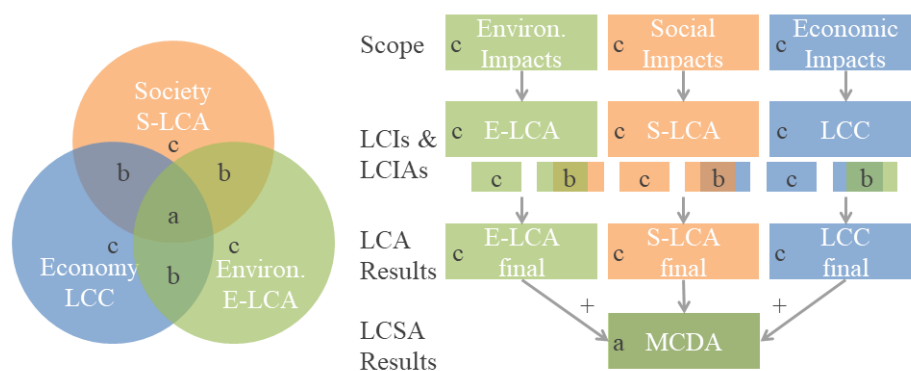 Society
S-LCA
c
b
b
a
c
c
Economy
LCC
b
Environ.
E-LCA
Scope
c
Environ.
Impacts
c
Social
Impacts
c
Economic
Impacts
LCIs &
LCIAs
c
E-LCA
c
S-LCA
c
LCC
c
b
c
b
c
b
LCA
Results
c
E-LCA
final
c
S-LCA
final
c
LCC
final
+
+
LCSA
Results
a
MCDA